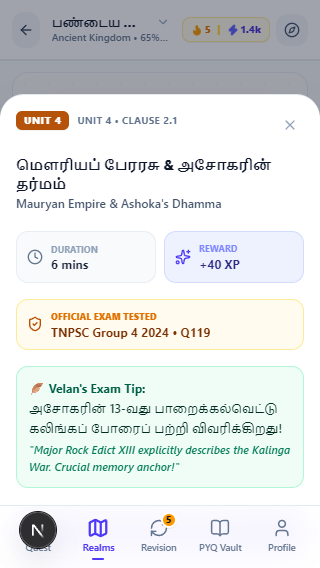 பண்டைய ...
Ancient Kingdom • 65%...
5 | 1.4k
UNIT 4 UNIT 4 • CLAUSE 2.1
மௌரியப் பேரரசு & அசோகரின்
தர்மம்
Mauryan Empire & Ashoka's Dhamma
DURATION
6 mins
REWARD
+40 XP
OFFICIAL EXAM TESTED
TNPSC Group 4 2024 • Q119
Velan's Exam Tip:
அசோகரின் 13-வது பாறைக்கல்வெட்டு
கலிங்கப் போரைப் பற்றி விவரிக்கிறது!
"Major Rock Edict XIII explicitly describes the Kalinga
War. Crucial memory anchor!"
5
N
Quest Realms Revision PYQ Vault Profile